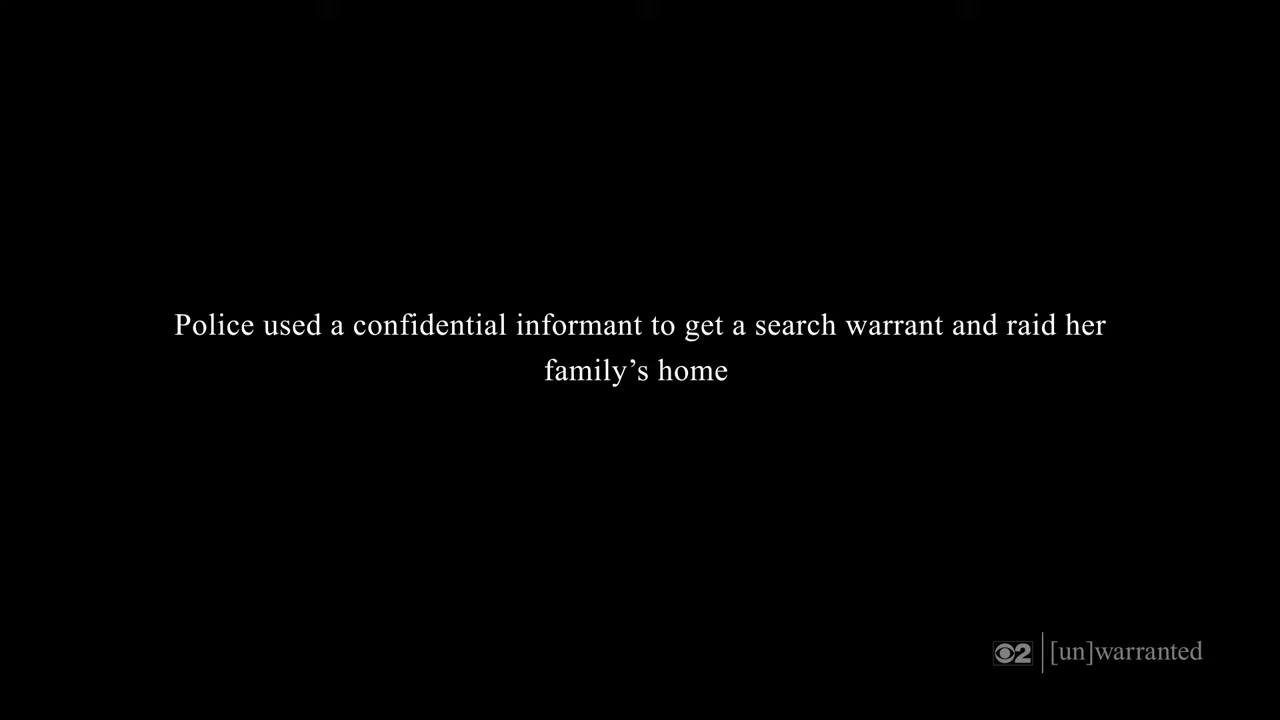 Police used a confidential informant to get a search warrant and raid her
family’s home
2 [un]warranted